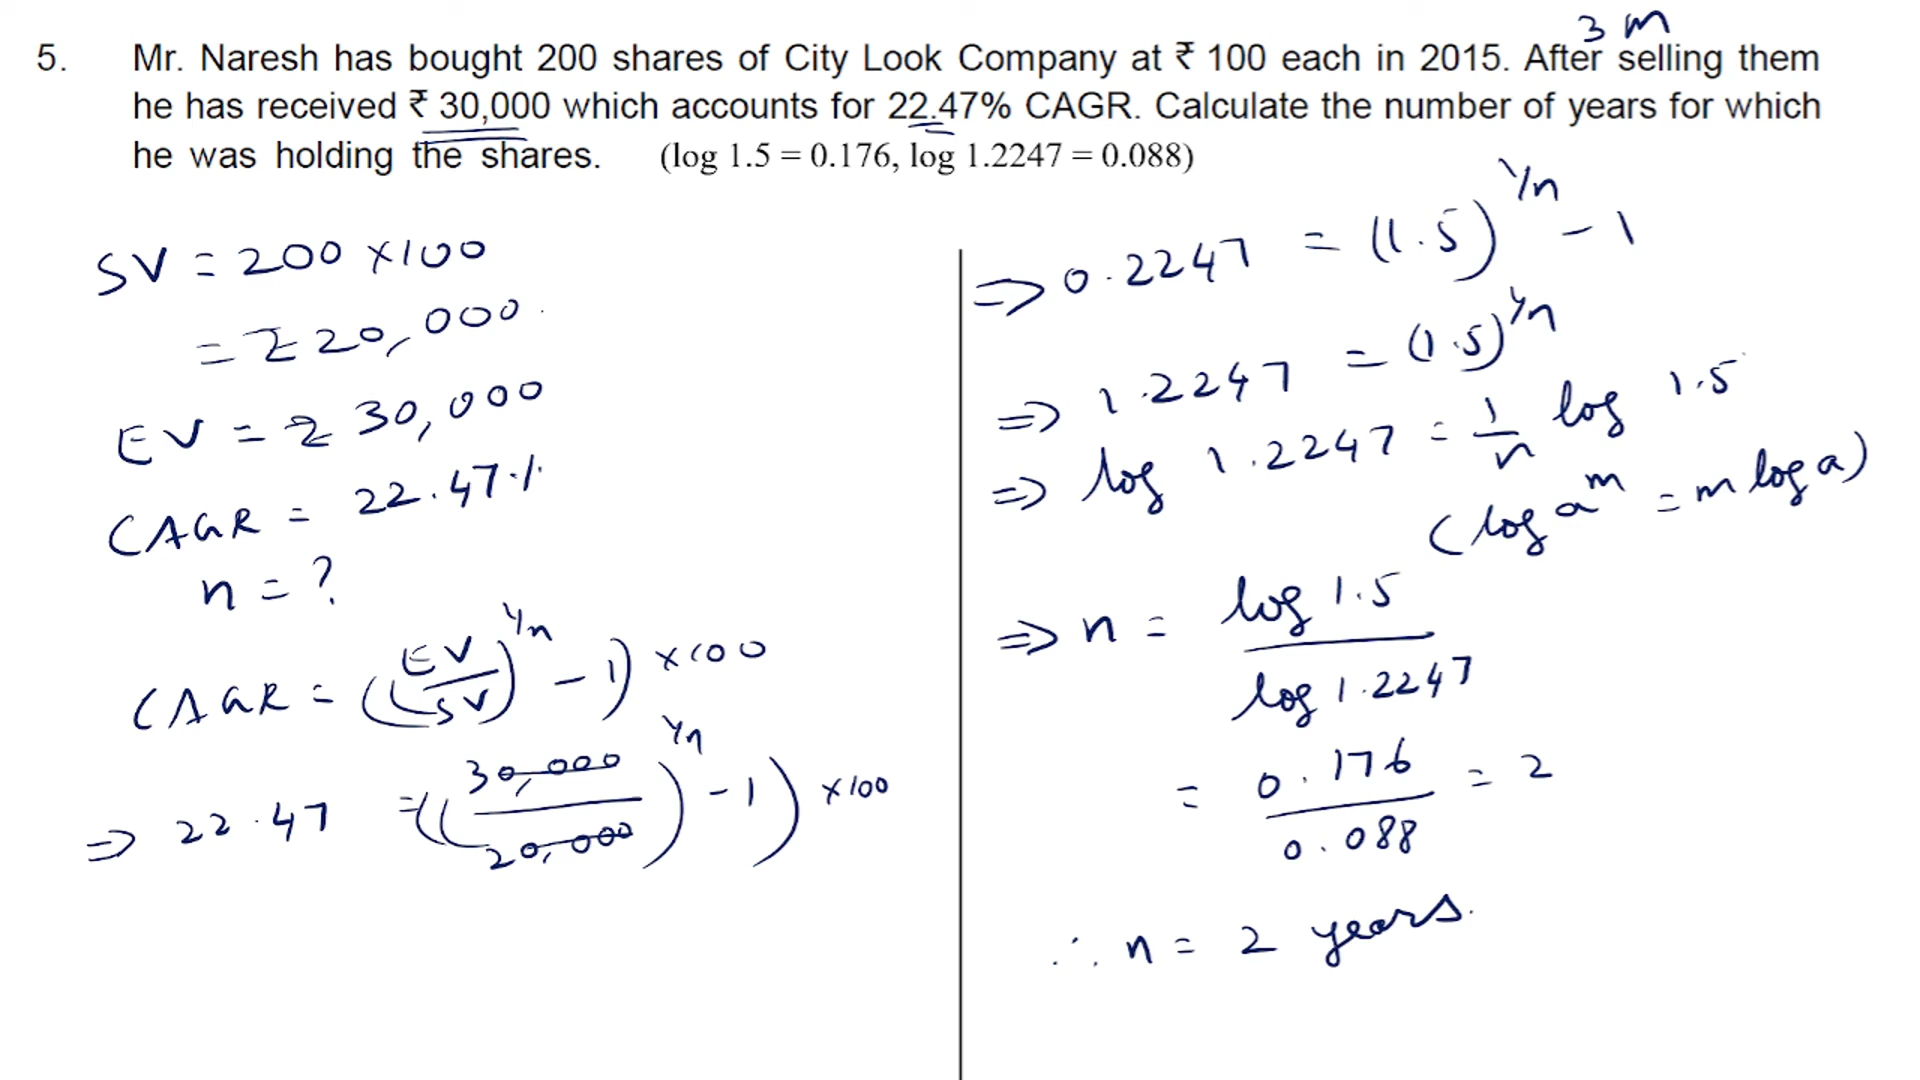 3 m
5. Mr. Naresh has bought 200 shares of City Look Company at ₹ 100 each in 2015. After selling them
he has received ₹ 30,000 which accounts for 22.47% CAGR. Calculate the number of years for which
he was holding the shares. (log 1.5 = 0.176, log 1.2247 = 0.088)
SV = 200 × 100
= ₹ 20,000.
EV = ₹ 30,000
CAGR = 22.47%
n = ?
CAGR = ((EV/SV)^1/n - 1) × 100
⇒ 22.47 = ((30,000/20,000)^1/n - 1) × 100
⇒ 0.2247 = (1.5)^1/n - 1
⇒ 1.2247 = (1.5)^1/n
⇒ log 1.2247 = 1/n log 1.5
(log a^m = m log a)
⇒ n = log 1.5 / log 1.2247
= 0.176 / 0.088 = 2
∴ n = 2 years.